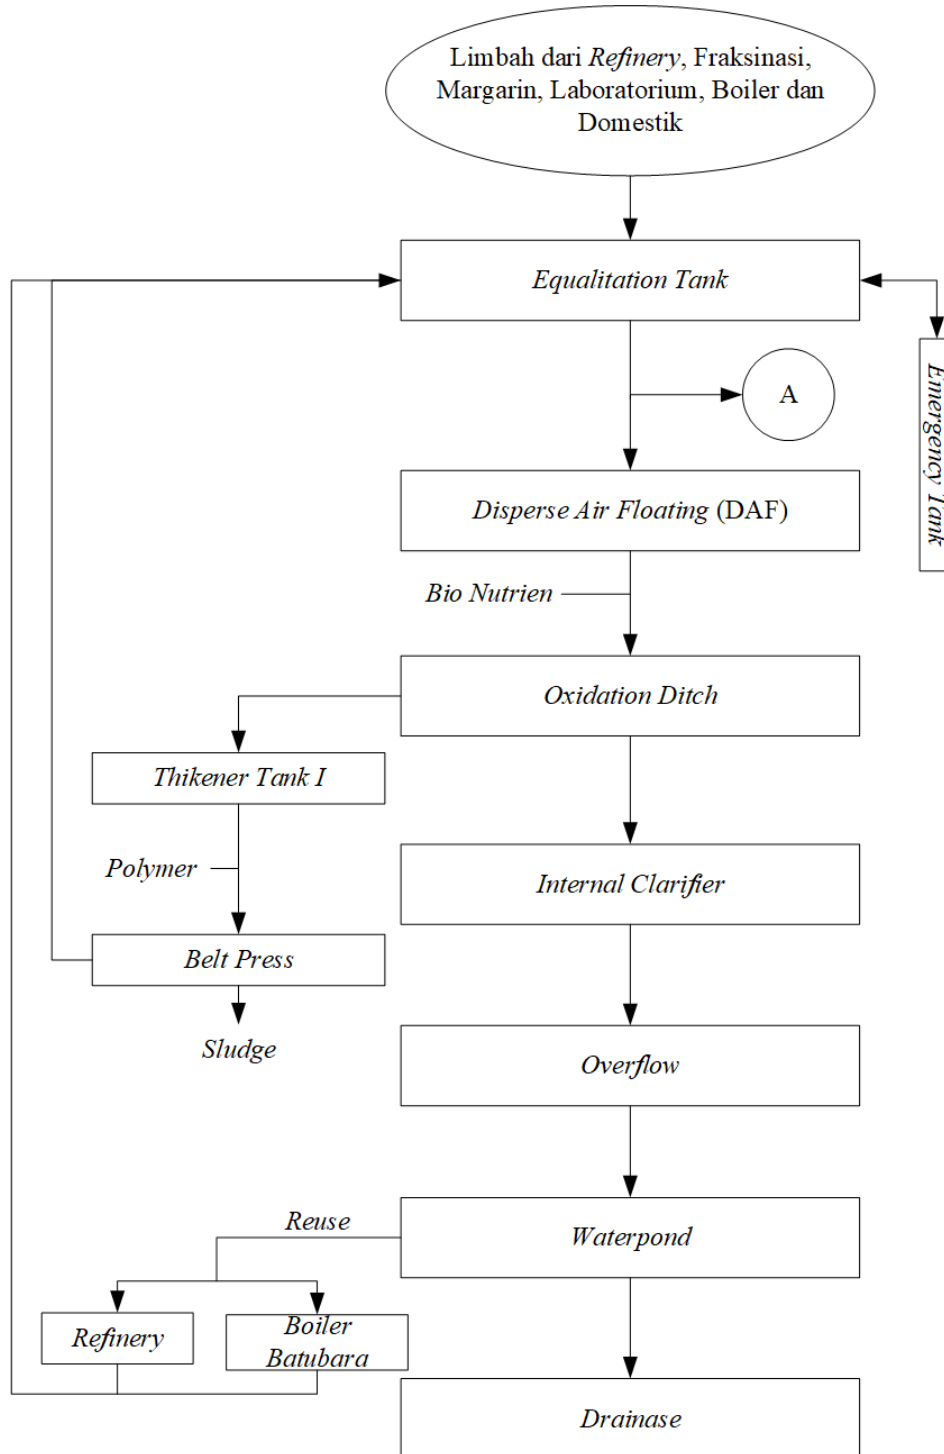 Limbah dari Refinery, Fraksinasi,
Margarin, Laboratorium, Boiler dan
Domestik
Equalitation Tank
A
Emergency Tank
Disperse Air Floating (DAF)
Bio Nutrien
Oxidation Ditch
Thikener Tank I
Polymer
Internal Clarifier
Belt Press
Sludge
Overflow
Reuse
Waterpond
Refinery
Boiler
Batubara
Drainase